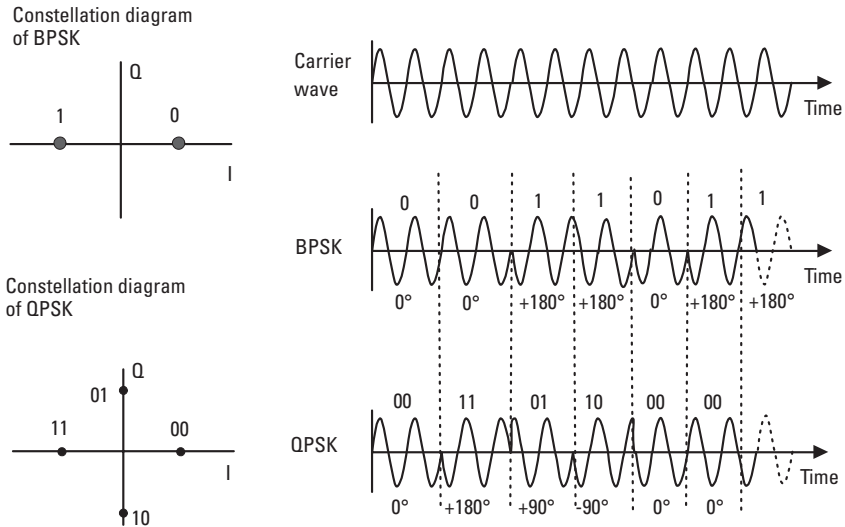 Constellation diagram
of BPSK
Q
1 0
I
Carrier
wave
Time
0 0 1 1 0 1 1
BPSK
Time
0° 0° +180° +180° 0° +180° +180°
Constellation diagram
of QPSK
Q
01
11 00
I
10
00 11 01 10 00 00
QPSK
Time
0° +180° +90° -90° 0° 0°